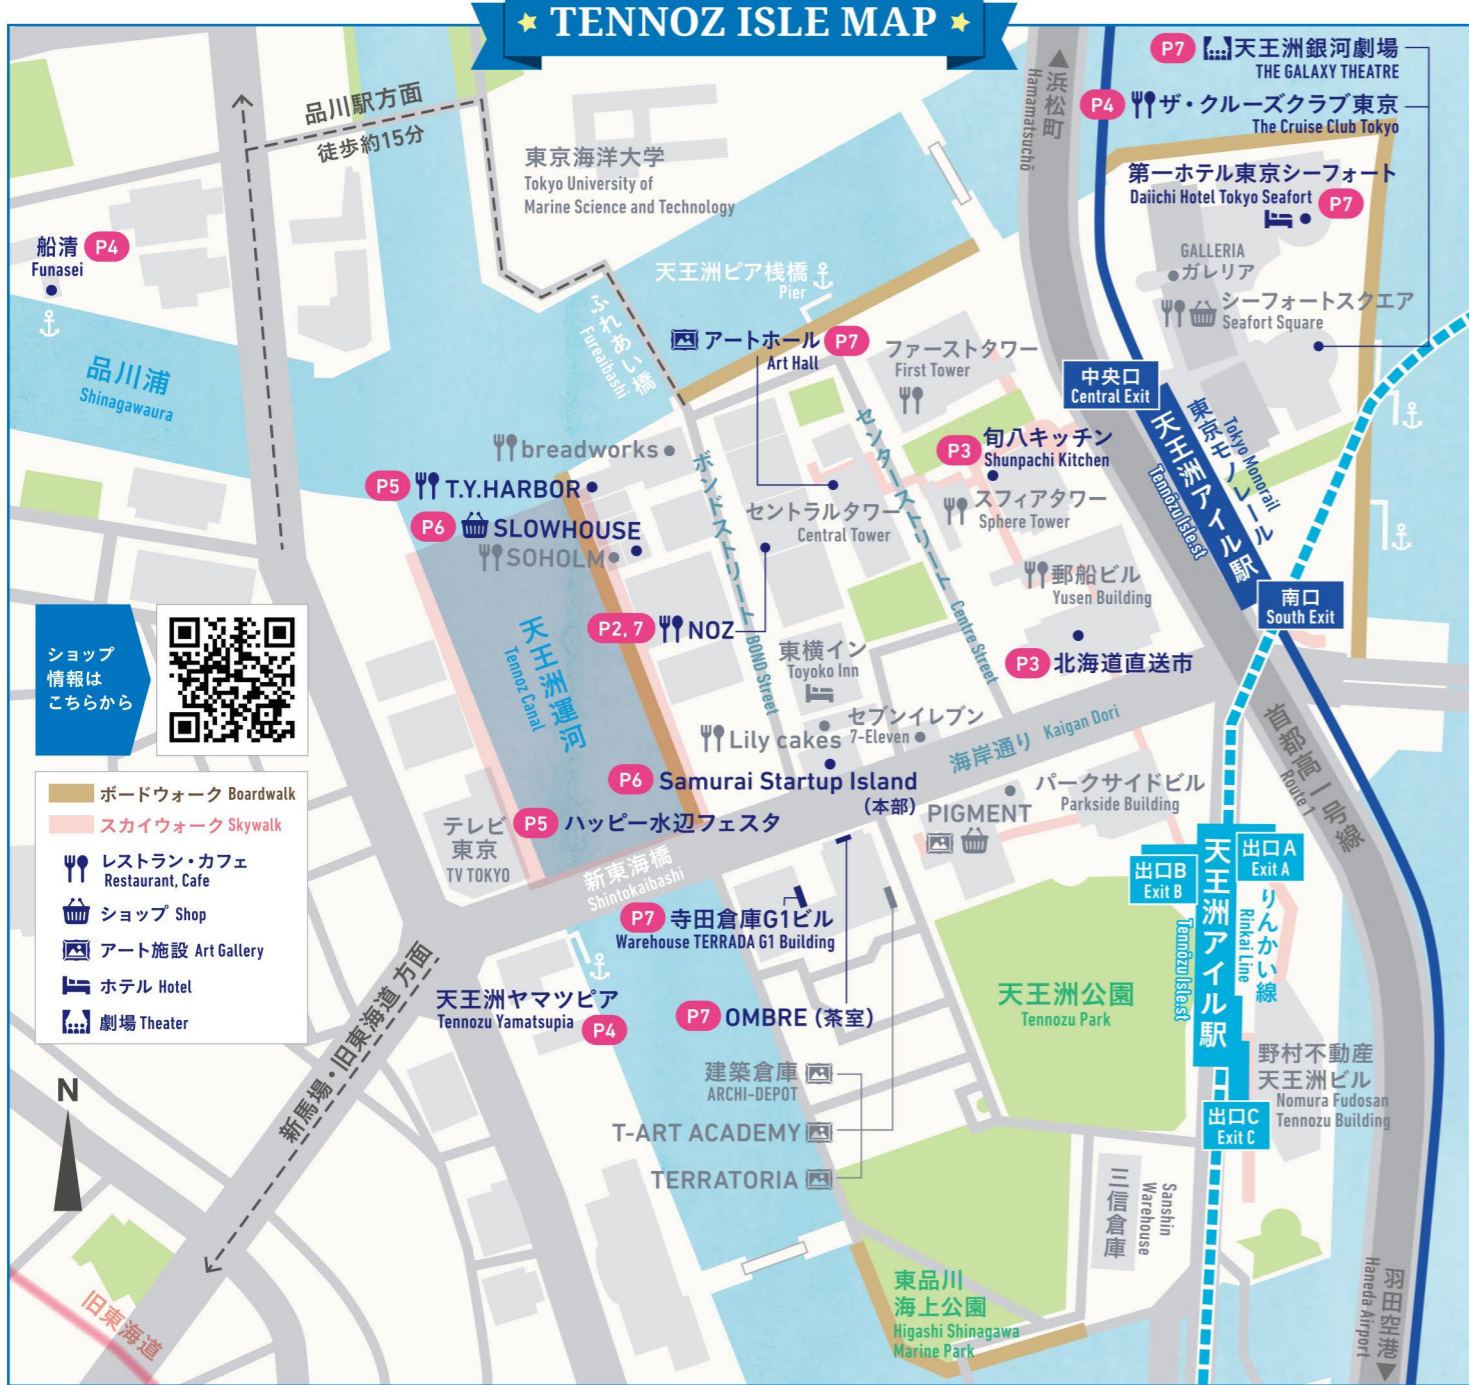 TENNOZ ISLE MAP
品川駅方面
徒歩約15分
東京海洋大学
Tokyo University of
Marine Science and Technology
▲浜松町
Hamamatsuchō
P7 天王洲銀河劇場
THE GALAXY THEATRE
P4 ザ・クルーズクラブ東京
The Cruise Club Tokyo
第一ホテル東京シーフォート
Daiichi Hotel Tokyo Seafort
P7
GALLERIA
ガレリア
シーフォートスクエア
Seafort Square
船清 P4
Funasei
品川浦
Shinagawaura
天王洲ピア桟橋
Pier
ふれあい橋
Fureaibashi
アートホール P7
Art Hall
ファーストタワー
First Tower
中央口
Central Exit
天王洲アイル駅
Tennōzu Isle.st
東京モノレール
Tokyo Monorail
南口
South Exit
breadworks
P5 T.Y.HARBOR
P6 SLOWHOUSE
SOHOLM
ボンドストリート BOND Street
センターストリート Centre Street
セントラルタワー
Central Tower
P3 旬八キッチン
Shunpachi Kitchen
スフィアタワー
Sphere Tower
郵船ビル
Yusen Building
P2, 7 NOZ
東横イン
Toyoko Inn
P3 北海道直送市
天王洲運河
Tennoz Canal
Lily cakes
セブンイレブン
7-Eleven
海岸通り Kaigan Dori
P6 Samurai Startup Island
(本部)
PIGMENT
パークサイドビル
Parkside Building
首都高一号線
Route 1
テレビ
東京
TV TOKYO
P5 ハッピー水辺フェスタ
新東海橋
Shintokaibashi
P7 寺田倉庫G1ビル
Warehouse TERRADA G1 Building
天王洲ヤマツピア
Tennozu Yamatsupia P4
P7 OMBRE (茶室)
建築倉庫
ARCHI-DEPOT
T-ART ACADEMY
TERRATORIA
天王洲公園
Tennozu Park
出口A
Exit A
出口B
Exit B
天王洲アイル駅
Tennōzu Isle.st
りんかい線
Rinkai Line
出口C
Exit C
野村不動産
天王洲ビル
Nomura Fudosan
Tennozu Building
三信倉庫
Sanshin
Warehouse
東品川
海上公園
Higashi Shinagawa
Marine Park
羽田空港▼
Haneda Airport
ショップ
情報は
こちらから
ボードウォーク Boardwalk
スカイウォーク Skywalk
レストラン・カフェ
Restaurant, Cafe
ショップ Shop
アート施設 Art Gallery
ホテル Hotel
劇場 Theater
N
新馬場・旧東海道 方面
旧東海道